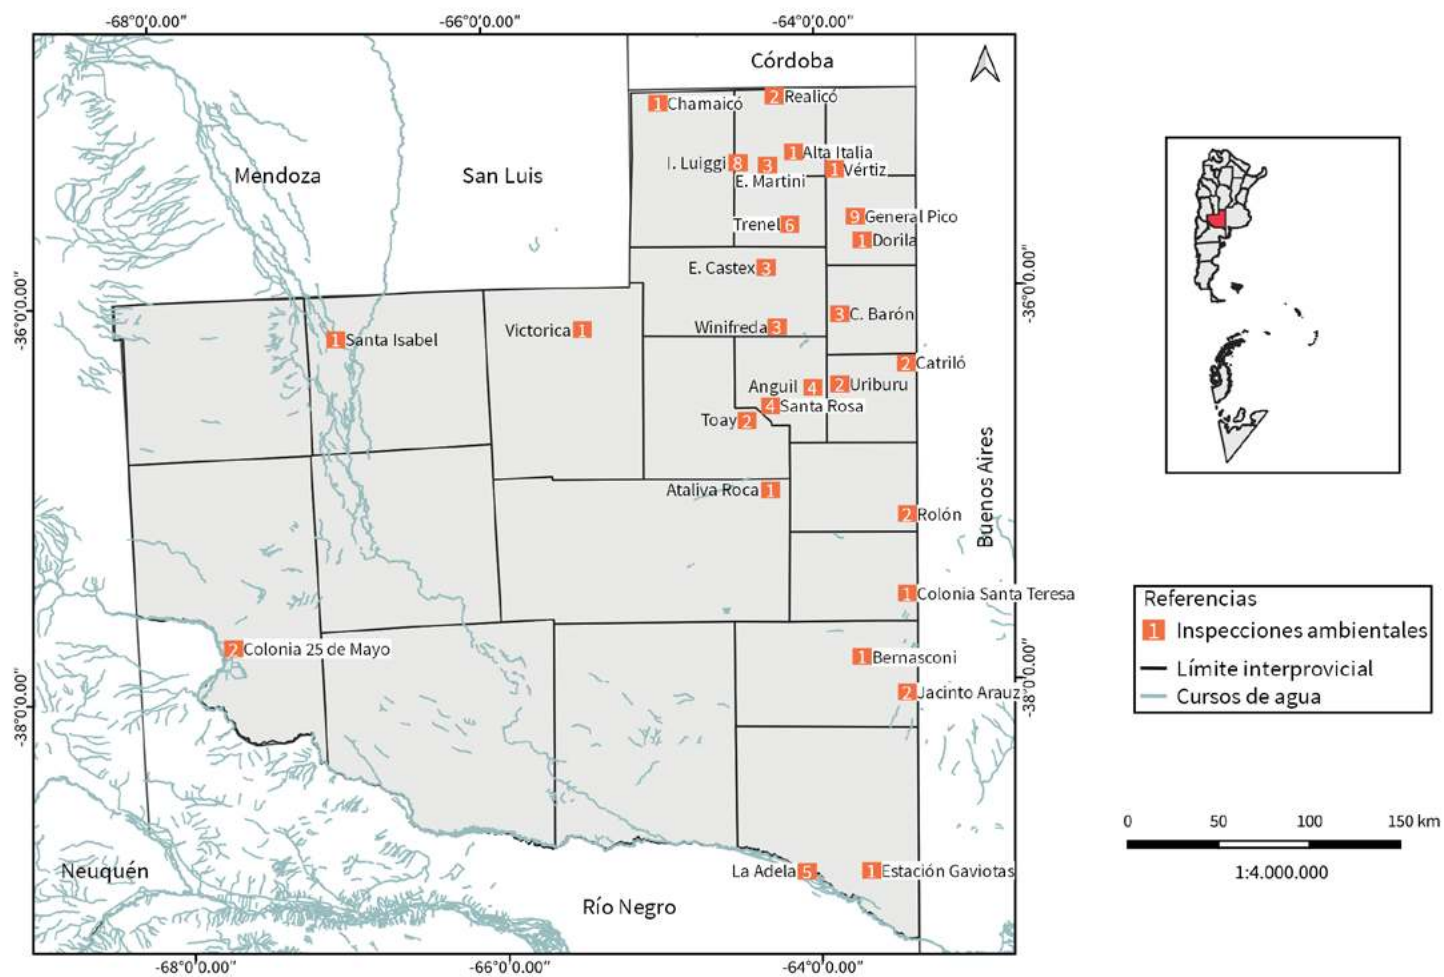 -68°0'0.00"
-66°0'0.00"
-64°0'0.00"
Córdoba
1 Chamaicó
2 Realicó
Mendoza
San Luis
I. Luiggi 8
3
E. Martini
1 Alta Italia
1 Vértiz
Trenel 6
9 General Pico
1 Dorila
E. Castex 3
-36°0'0.00"
-36°0'0.00"
Winifreda 3
3 C. Barón
1 Santa Isabel
Victorica 1
2 Catriló
Anguil 4
2 Uriburu
4 Santa Rosa
Toay 2
Buenos Aires
Ataliva Roca 1
2 Rolón
1 Colonia Santa Teresa
2 Colonia 25 de Mayo
1 Bernasconi
2 Jacinto Arauz
-38°0'0.00"
-38°0'0.00"
Neuquén
La Adela 5
1 Estación Gaviotas
Río Negro
-68°0'0.00"
-66°0'0.00"
-64°0'0.00"
Referencias
1 Inspecciones ambientales
Límite interprovicial
Cursos de agua
0 50 100 150 km
1:4.000.000